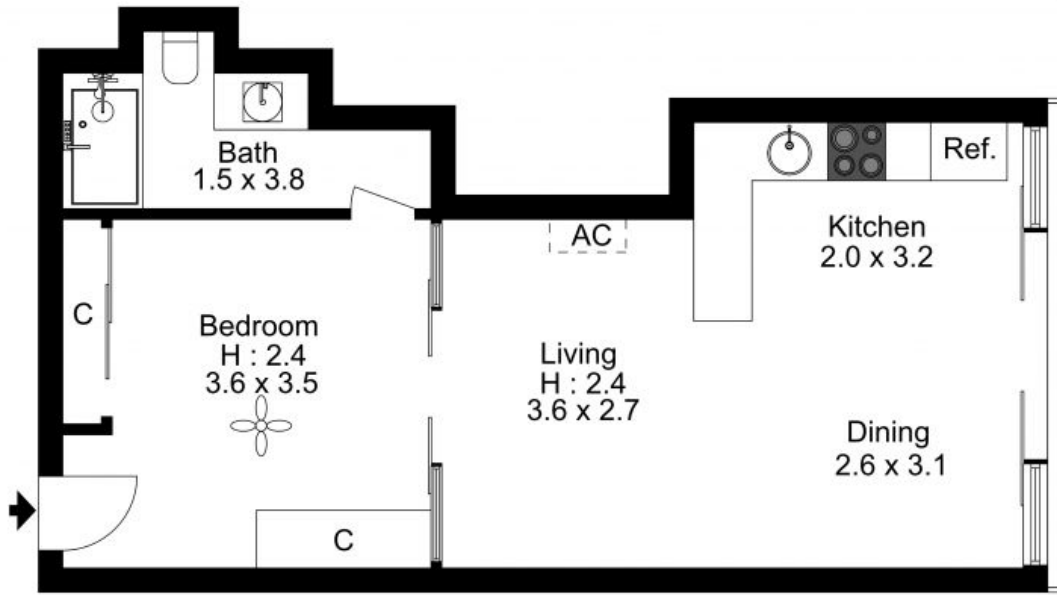 Bath
1.5 x 3.8
Ref.
Kitchen
2.0 x 3.2
AC
C
Bedroom
H : 2.4
3.6 x 3.5
Living
H : 2.4
3.6 x 2.7
Dining
2.6 x 3.1
C